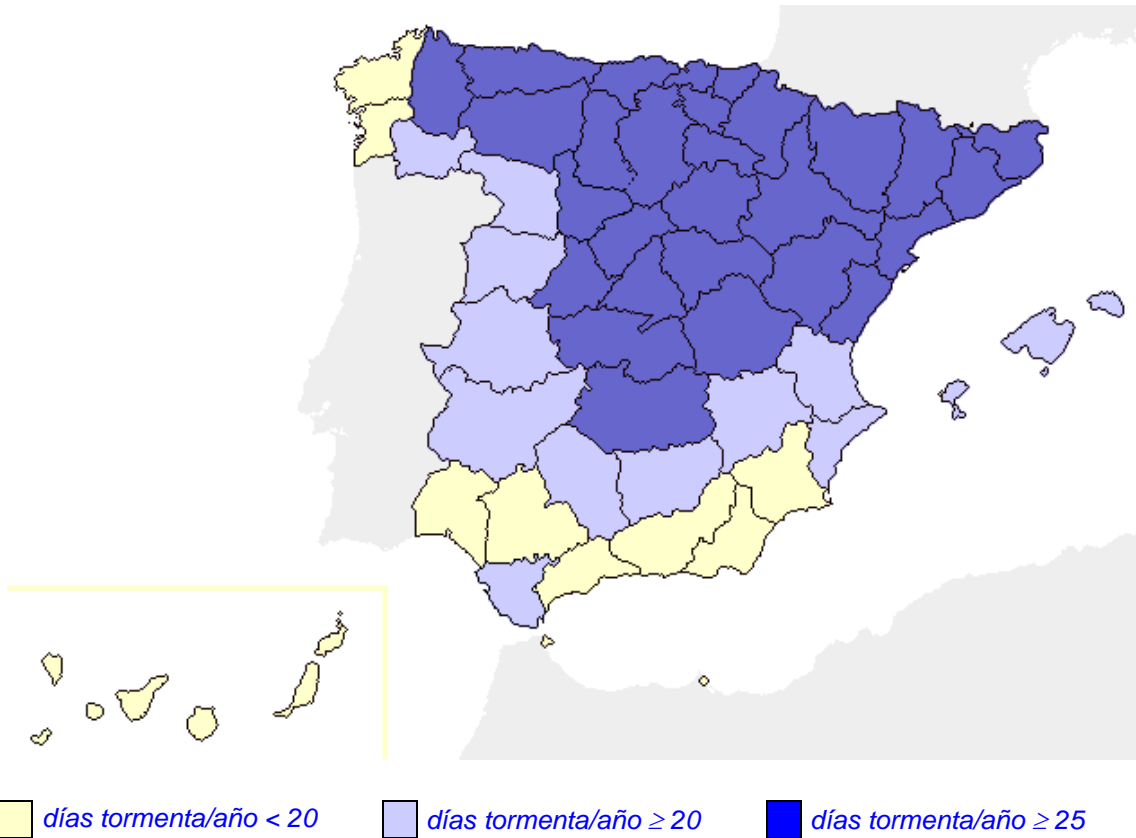 días tormenta/año < 20
días tormenta/año ≥ 20
días tormenta/año ≥ 25